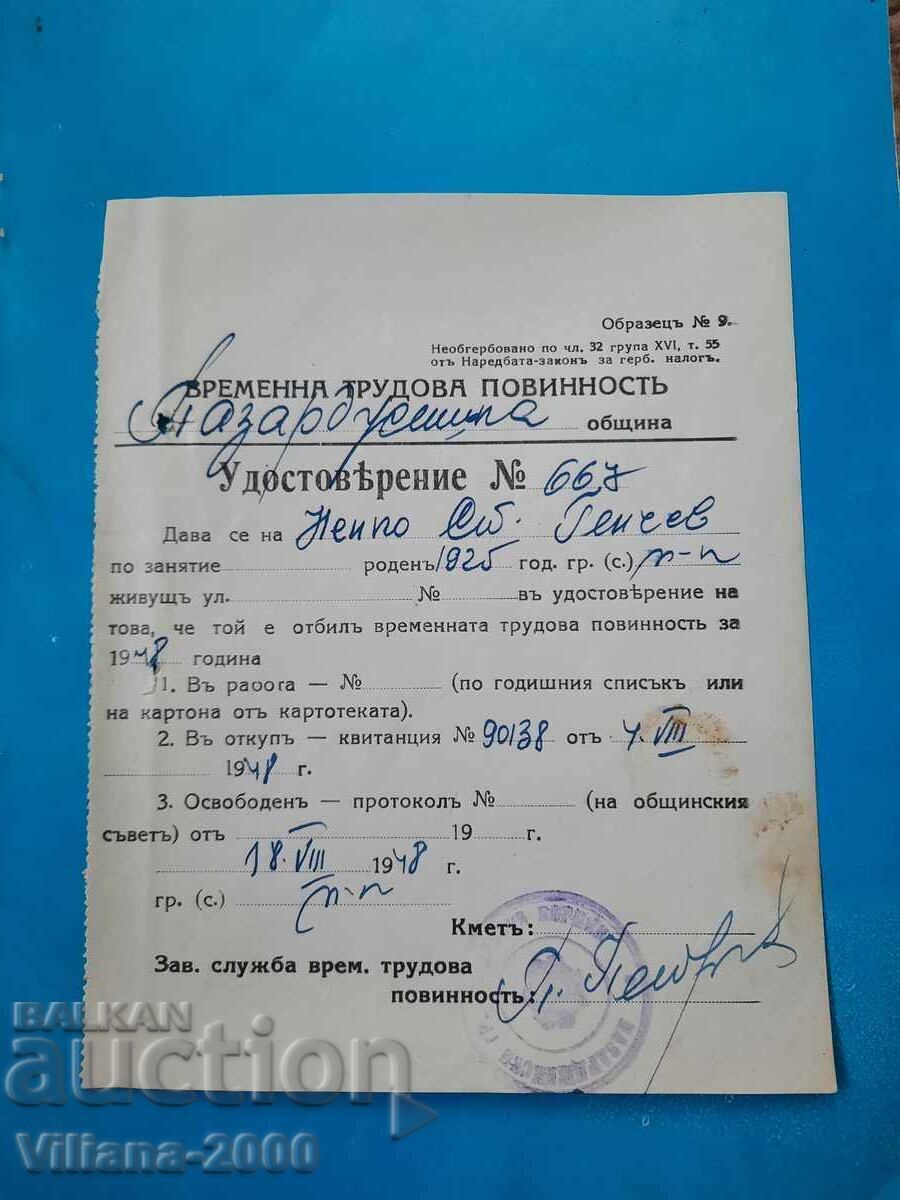 Образецъ № 9.
Необгербовано по чл. 32 група XVI, т. 55
отъ Наредбата-законъ за герб. налогъ.
ВРЕМЕННА ТРУДОВА ПОВИННОСТЬ
община
Удостовѣрение № 667
Дава се на Ненко Ст. Генчев
по занятие роденъ 1925 год. гр. (с.) п-к
живущъ ул. № въ удостовѣрение на
това, че той е отбилъ временната трудова повинность за
1948 година
1. Въ работа — № (по годишния списъкъ или
на картона отъ картотеката).
2. Въ откупъ — квитанция № 90138 отъ 7. VIII
1948 г.
3. Освободенъ — протоколъ № (на общинския
съветъ) отъ 19 г.
18. VIII 1948 г.
гр. (с.) п-к
Кметъ:
Зав. служба врем. трудова
повинность:
BALKAN
auction
Viliana-2000